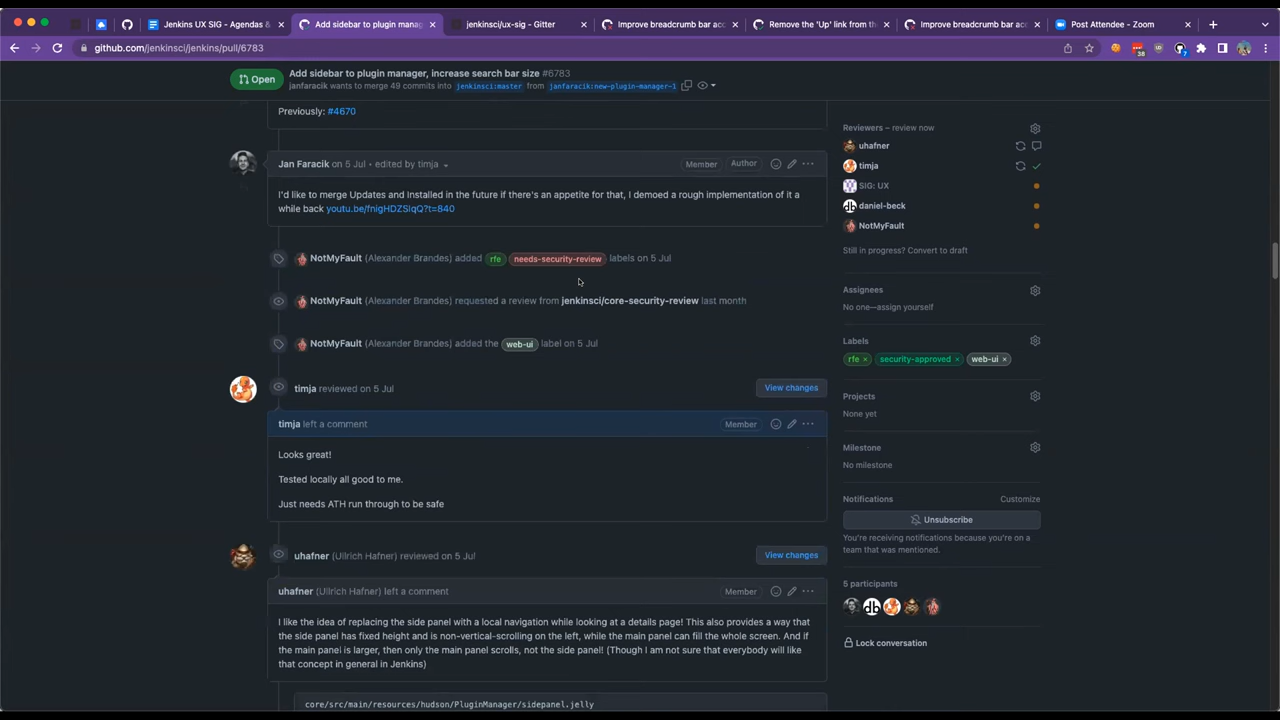 Jenkins UX SIG - Agendas &
Add sidebar to plugin manag
jenkinsci/ux-sig - Gitter
Improve breadcrumb bar acc
Remove the 'Up' link from the
Improve breadcrumb bar acc
Post Attendee - Zoom
github.com/jenkinsci/jenkins/pull/6783
Open
Add sidebar to plugin manager, increase search bar size #6783
janfaracik wants to merge 49 commits into jenkinsci:master from janfaracik:new-plugin-manager-1
Previously: #4670
Jan Faracik on 5 Jul • edited by timja
Member
Author
I'd like to merge Updates and Installed in the future if there's an appetite for that, I demoed a rough implementation of it a
while back youtu.be/fnlgHDZSIqQ?t=840
NotMyFault (Alexander Brandes) added rfe needs-security-review labels on 5 Jul
NotMyFault (Alexander Brandes) requested a review from jenkinsci/core-security-review last month
NotMyFault (Alexander Brandes) added the web-ui label on 5 Jul
timja reviewed on 5 Jul
View changes
timja left a comment
Member
Looks great!
Tested locally all good to me.
Just needs ATH run through to be safe
uhafner (Ullrich Hafner) reviewed on 5 Jul
View changes
uhafner (Ullrich Hafner) left a comment
Member
I like the idea of replacing the side panel with a local navigation while looking at a details page! This also provides a way that
the side panel has fixed height and is non-vertical-scrolling on the left, while the main panel can fill the whole screen. And if
the main panel is larger, then only the main panel scrolls, not the side panel! (Though I am not sure that everybody will like
that concept in general in Jenkins)
core/src/main/resources/hudson/PluginManager/sidepanel.jelly
Reviewers – review now
uhafner
timja
SIG: UX
daniel-beck
NotMyFault
Still in progress? Convert to draft
Assignees
No one—assign yourself
Labels
rfe × security-approved × web-ui ×
Projects
None yet
Milestone
No milestone
Notifications
Customize
Unsubscribe
You're receiving notifications because you're on a
team that was mentioned.
5 participants
Lock conversation